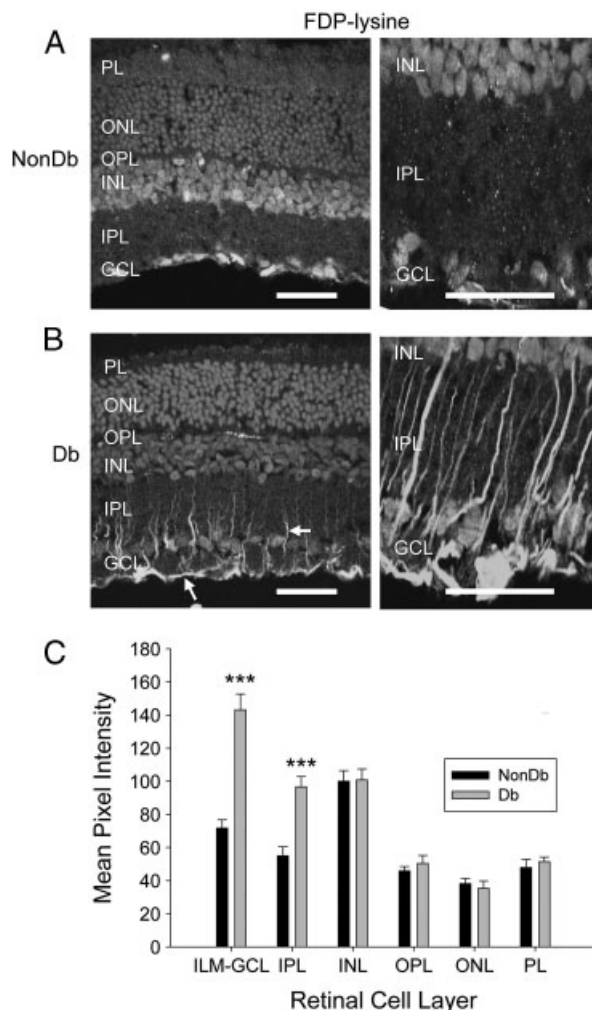 FDP-lysine
A
NonDb
PL
ONL
OPL
INL
IPL
GCL
INL
IPL
GCL
B
Db
PL
ONL
OPL
INL
IPL
GCL
INL
IPL
GCL
C
Mean Pixel Intensity
180
160
140
120
100
80
60
40
20
0
***
***
NonDb
Db
ILM-GCL IPL INL OPL ONL PL
Retinal Cell Layer